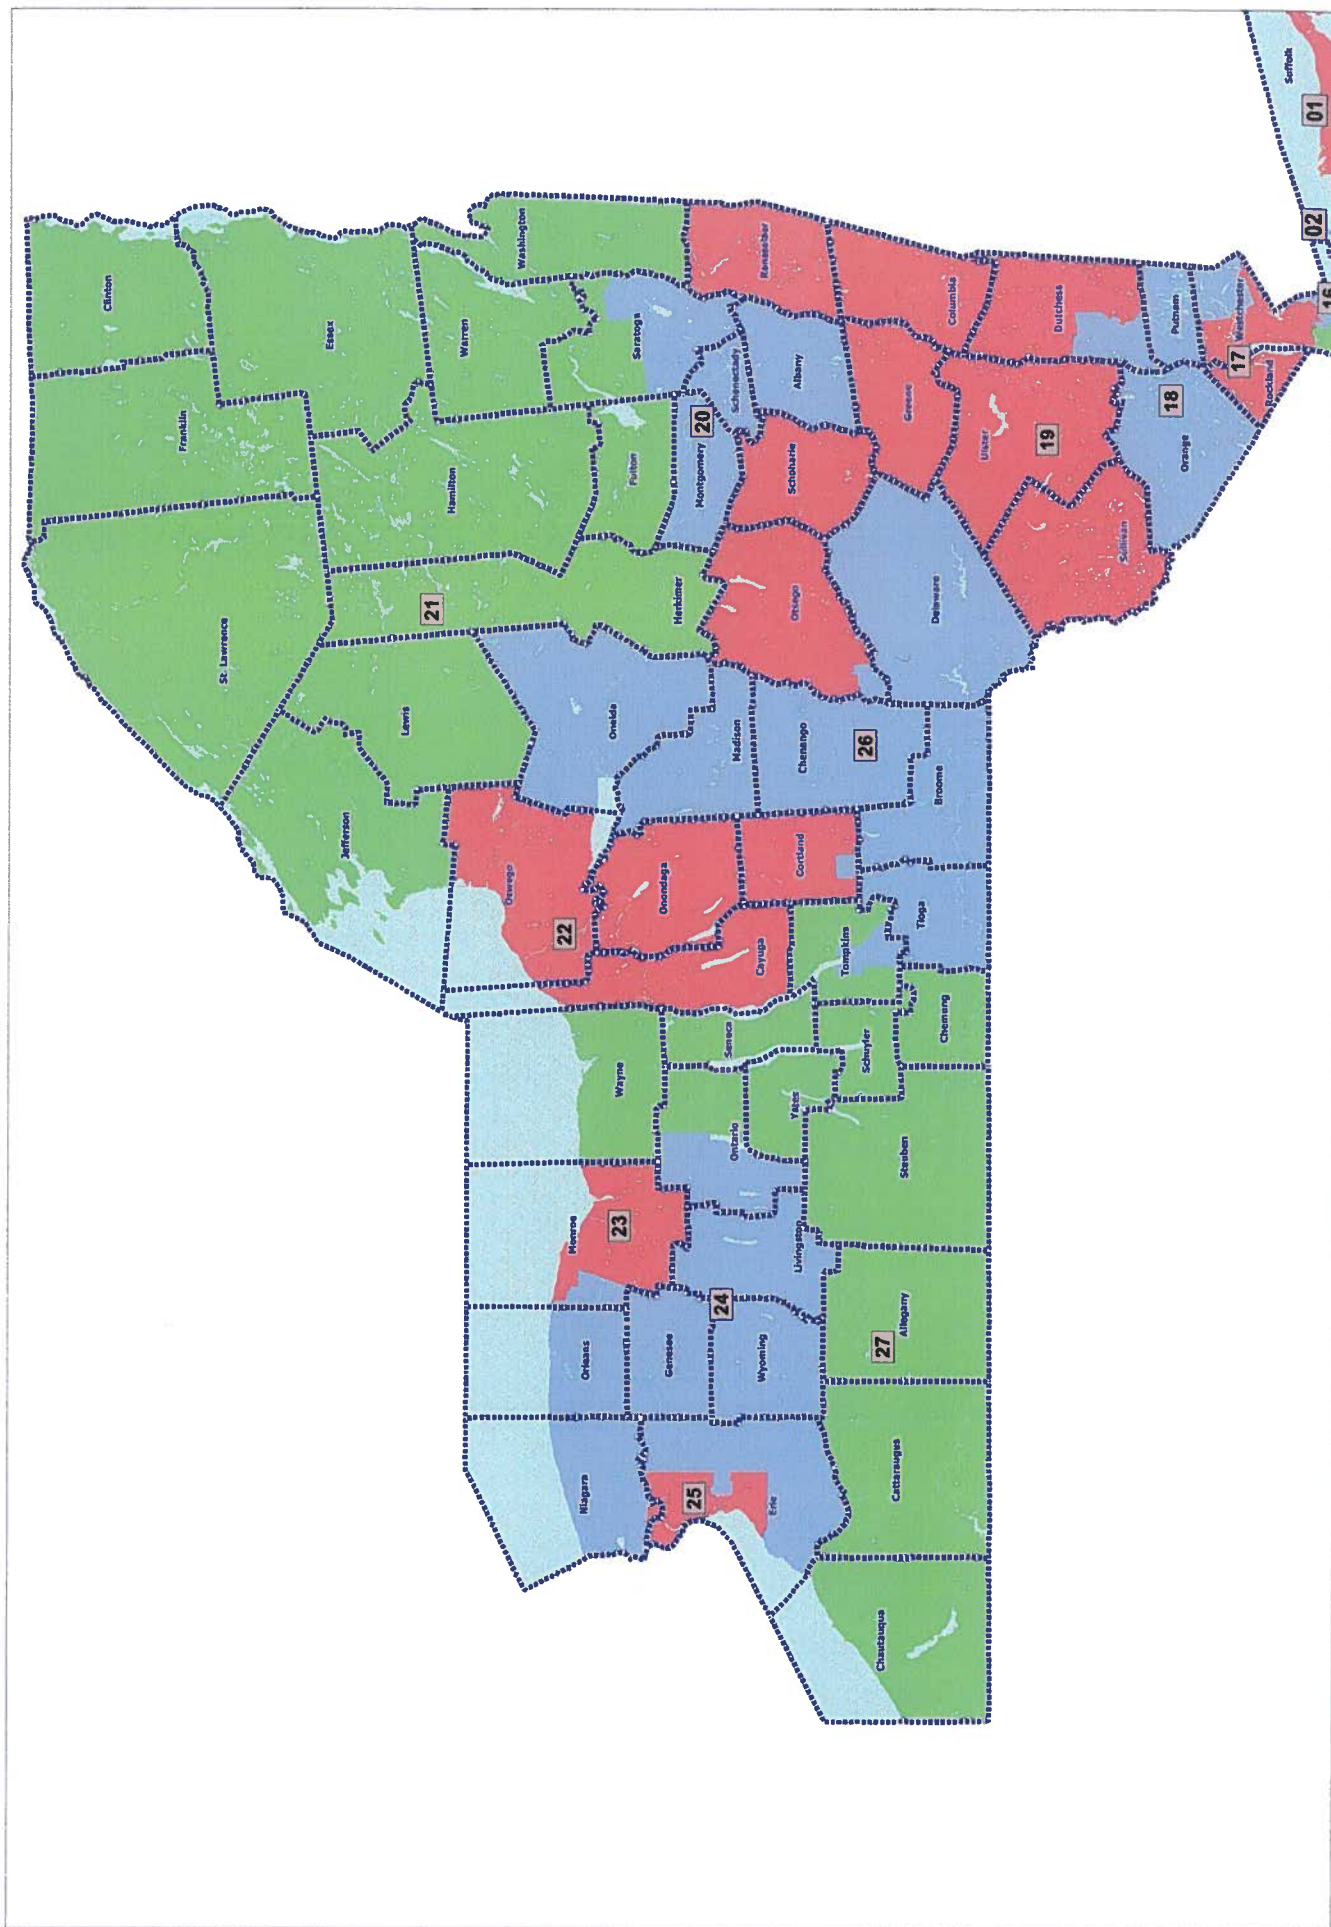 Clinton
Franklin
Essex
St. Lawrence
Warren
Washington
Hamilton
21
Lewis
Jefferson
Saratoga
Fulton
Herkimer
Oneida
Oswego
22
Schenectady
20
Montgomery
Albany
Rensselaer
Schoharie
Otsego
Madison
Chenango
26
Onondaga
Cortland
Cayuga
Wayne
Seneca
Monroe
23
Ontario
Yates
Livingston
24
Orleans
Genesee
Wyoming
Niagara
25
Erie
Tompkins
Tioga
Broome
Delaware
Greene
Columbia
Ulster
19
Dutchess
Sullivan
Schuyler
Chemung
Steuben
Allegany
27
Cattaraugus
Chautauqua
Orange
18
Putnam
Westchester
17
Rockland
Suffolk
01
02
16